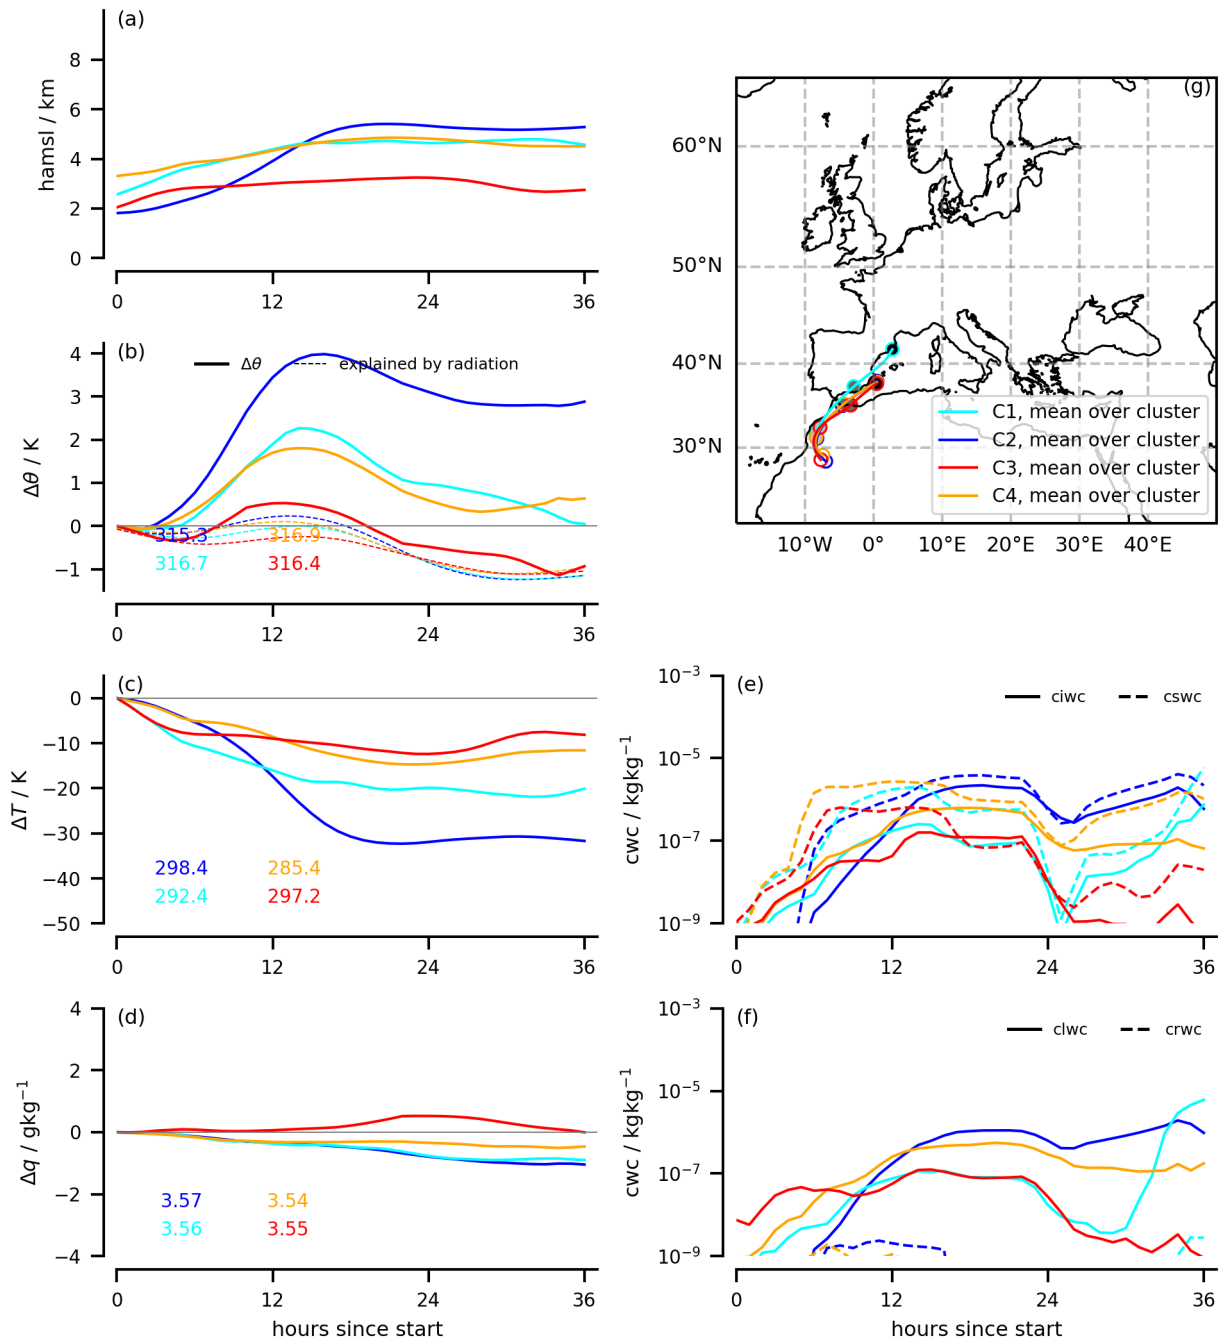 (a)
hamsl / km
8
6
4
2
0
0 12 24 36
(b)
Δθ explained by radiation
Δθ / K
4
3
2
1
0
−1
315.3 316.9
316.7 316.4
0 12 24 36
(g)
60°N
50°N
40°N
30°N
C1, mean over cluster
C2, mean over cluster
C3, mean over cluster
C4, mean over cluster
10°W 0° 10°E 20°E 30°E 40°E
(c)
ΔT / K
0
−10
−20
−30
−40
−50
298.4 285.4
292.4 297.2
0 12 24 36
(e)
ciwc cswc
cwc / kgkg⁻¹
10⁻³
10⁻⁵
10⁻⁷
10⁻⁹
0 12 24 36
(d)
Δq / gkg⁻¹
4
2
0
−2
−4
3.57 3.54
3.56 3.55
0 12 24 36
hours since start
(f)
clwc crwc
cwc / kgkg⁻¹
10⁻³
10⁻⁵
10⁻⁷
10⁻⁹
0 12 24 36
hours since start